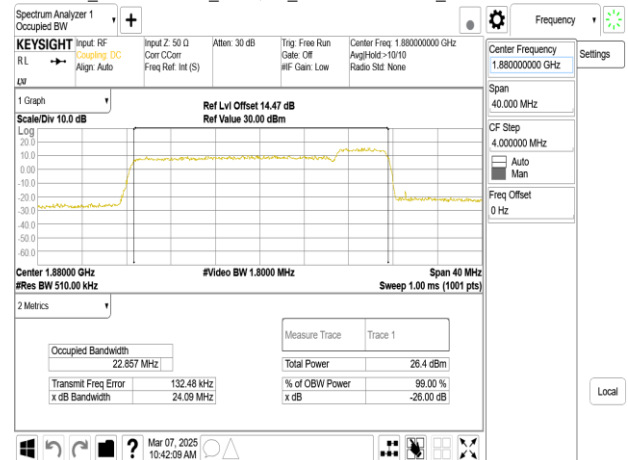 Spectrum Analyzer 1
Occupied BW
Frequency
KEYSIGHT
Input: RF
Input Z: 50 Ω
Atten: 30 dB
Trig: Free Run
Center Freq: 1.880000000 GHz
RL
Coupling: DC
Corr CCorr
Gate: Off
Avg|Hold:>10/10
Align: Auto
Freq Ref: Int (S)
#IF Gain: Low
Radio Std: None
LXI
Center Frequency
1.880000000 GHz
Settings
Span
40.000 MHz
CF Step
4.000000 MHz
Auto
Man
Freq Offset
0 Hz
1 Graph
Ref Lvl Offset 14.47 dB
Scale/Div 10.0 dB
Ref Value 30.00 dBm
Log
20.0
10.0
0.00
-10.0
-20.0
-30.0
-40.0
-50.0
-60.0
Center 1.88000 GHz
#Video BW 1.8000 MHz
Span 40 MHz
#Res BW 510.00 kHz
Sweep 1.00 ms (1001 pts)
2 Metrics
Measure Trace
Trace 1
Occupied Bandwidth
22.857 MHz
Total Power
26.4 dBm
Transmit Freq Error
132.48 kHz
% of OBW Power
99.00 %
x dB Bandwidth
24.09 MHz
x dB
-26.00 dB
Local
?
Mar 07, 2025
10:42:09 AM